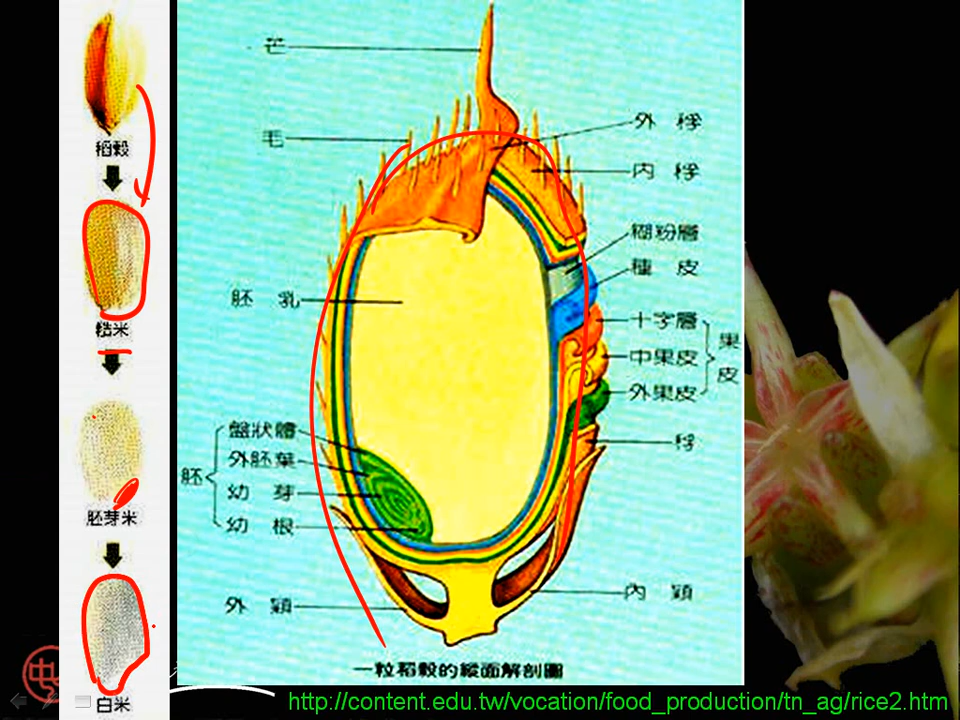 稻穀
糙米
胚芽米
白米
芒
毛
外 稃
內 稃
糊粉層
種 皮
十字層
中果皮
外果皮
果皮
稃
胚 乳
胚
盤狀體
外胚葉
幼 芽
幼 根
外 穎
內 穎
一粒稻穀的縱面解剖圖
http://content.edu.tw/vocation/food_production/tn_ag/rice2.htm